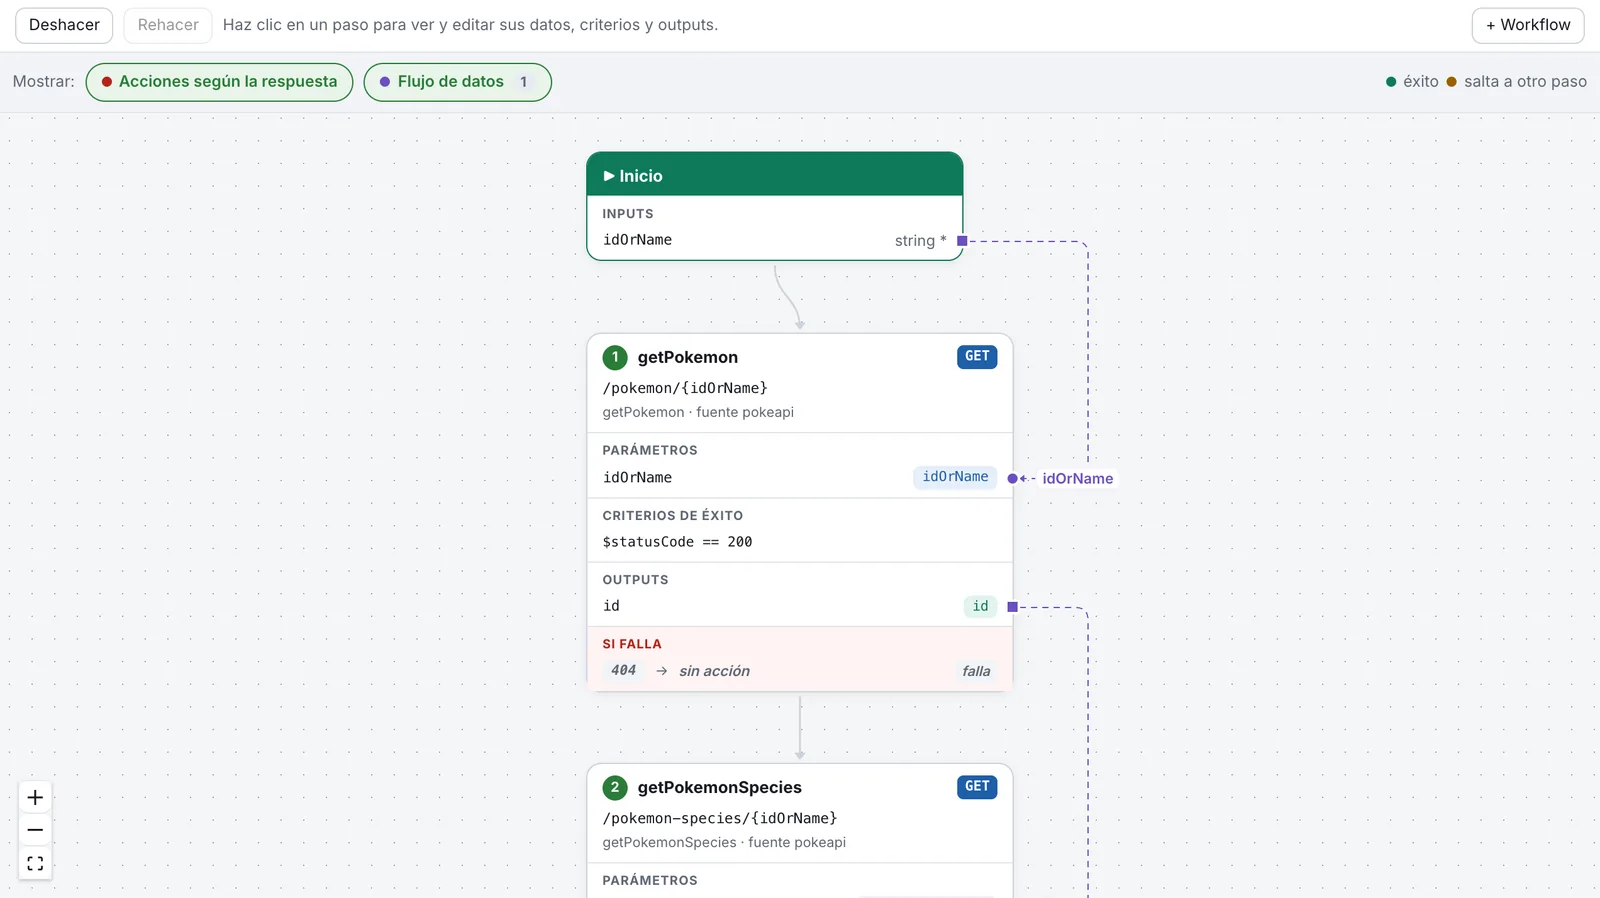 Deshacer Rehacer Haz clic en un paso para ver y editar sus datos, criterios y outputs. + Workflow
Mostrar: Acciones según la respuesta Flujo de datos 1 éxito salta a otro paso
Inicio
INPUTS
idOrName string *
1 getPokemon GET
/pokemon/{idOrName}
getPokemon · fuente pokeapi
PARÁMETROS
idOrName idOrName idOrName
CRITERIOS DE ÉXITO
$statusCode == 200
OUTPUTS
id id
SI FALLA
404 → sin acción falla
2 getPokemonSpecies GET
/pokemon-species/{idOrName}
getPokemonSpecies · fuente pokeapi
PARÁMETROS